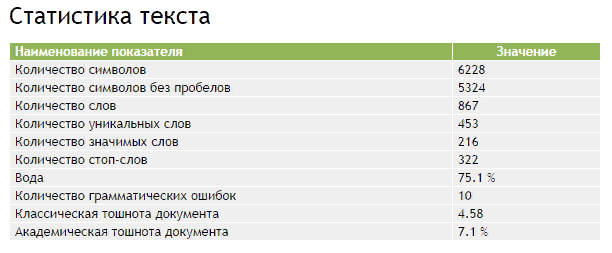 Статистика текста
Наименование показателя Значение
Количество символов 6228
Количество символов без пробелов 5324
Количество слов 867
Количество уникальных слов 453
Количество значимых слов 216
Количество стоп-слов 322
Вода 75.1 %
Количество грамматических ошибок 10
Классическая тошнота документа 4.58
Академическая тошнота документа 7.1 %